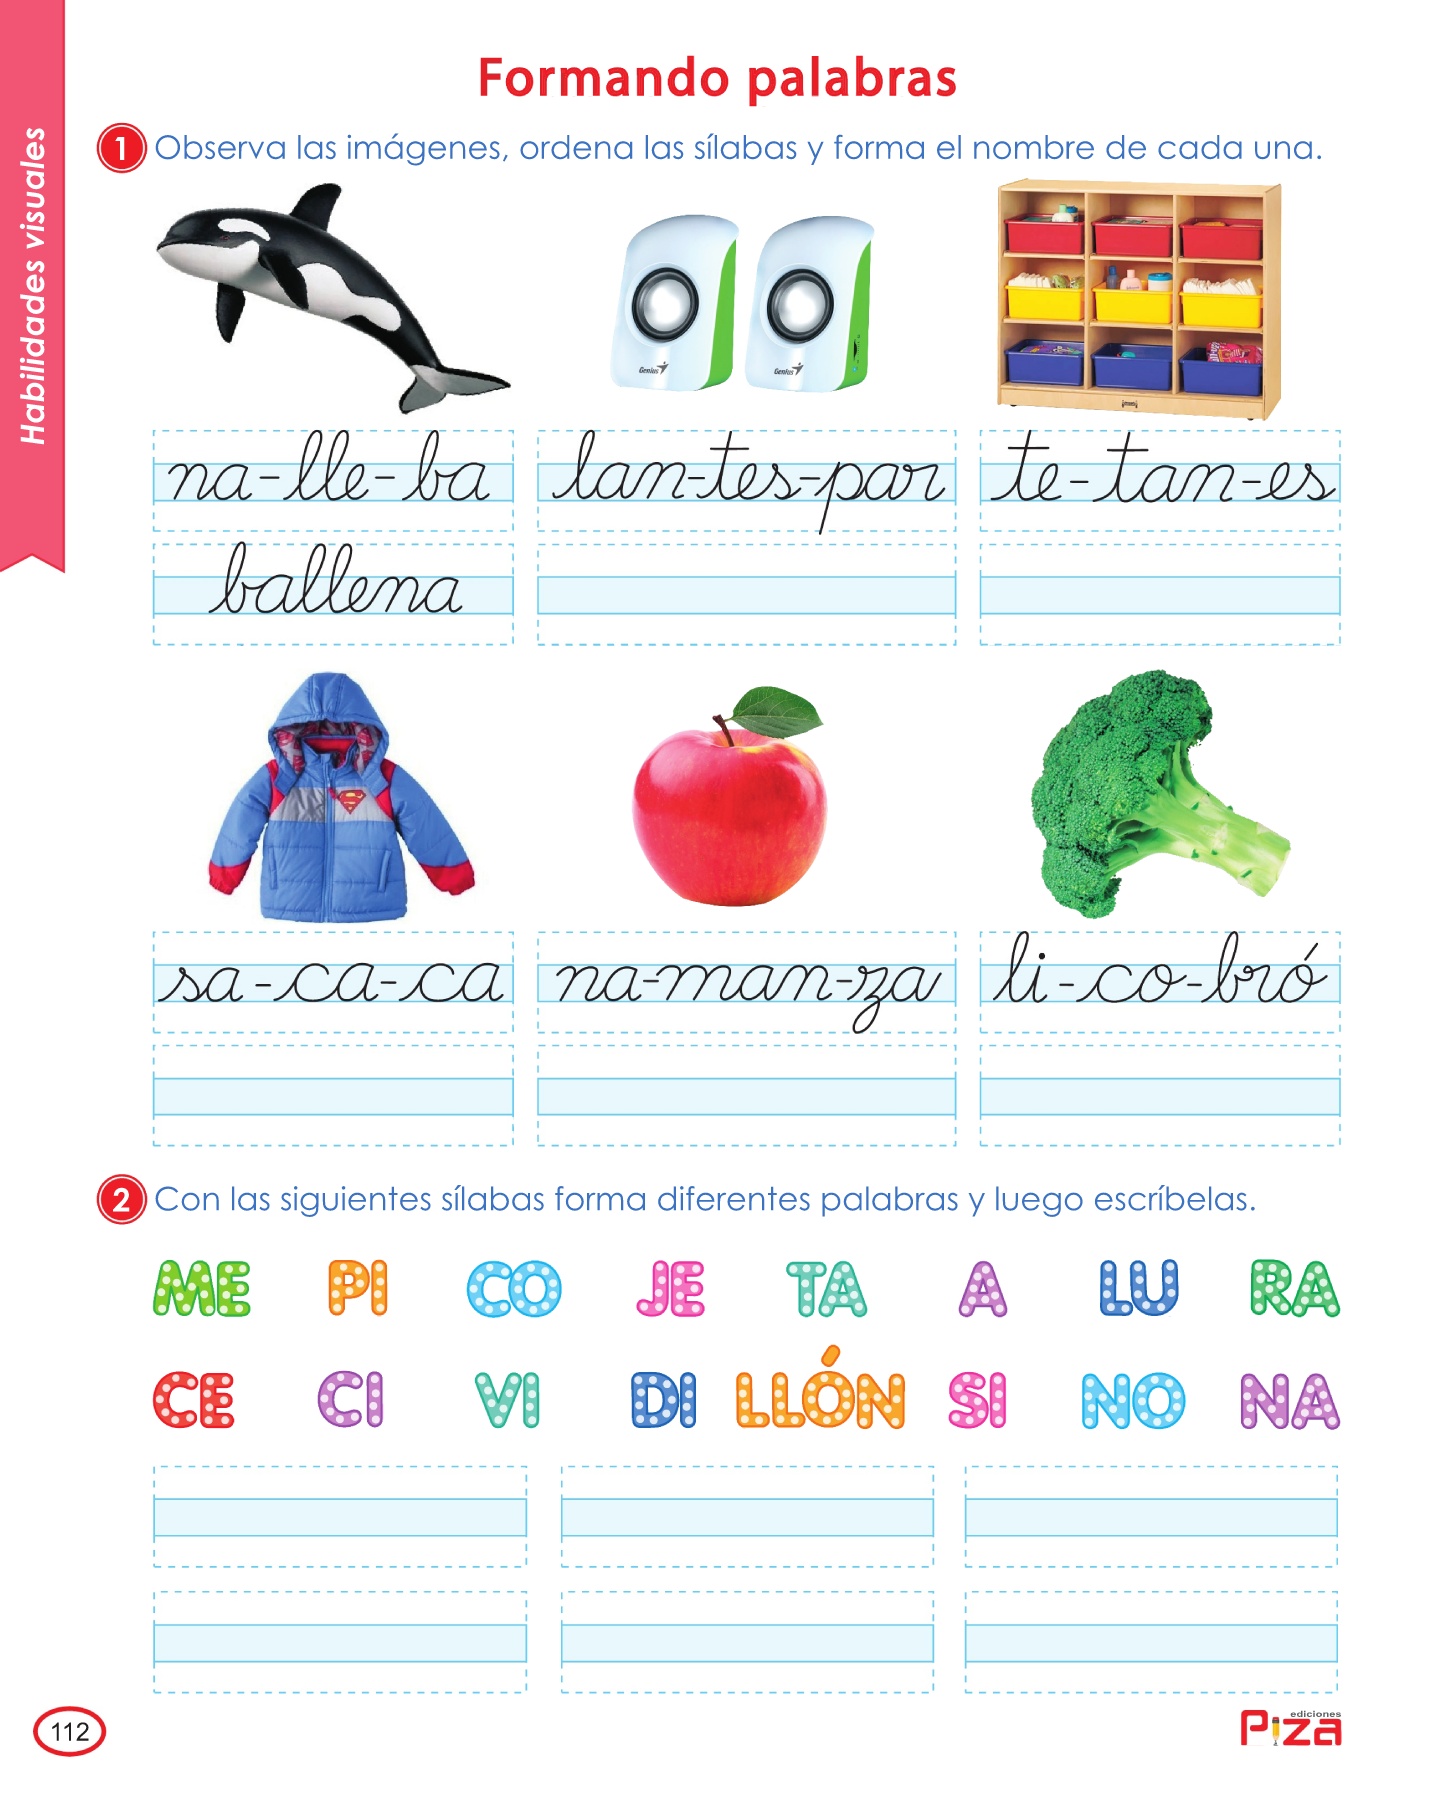 Habilidades visuales
Formando palabras
1 Observa las imágenes, ordena las sílabas y forma el nombre de cada una.
Genius Genius
na-lle-ba lan-tes-par te-tan-es
ballena
sa-ca-ca na-man-za li-co-bró
2 Con las siguientes sílabas forma diferentes palabras y luego escríbelas.
ME PI CO JE TA A LU RA
CE CI VI DI LLÓN SI NO NA
112
ediciones
Piza